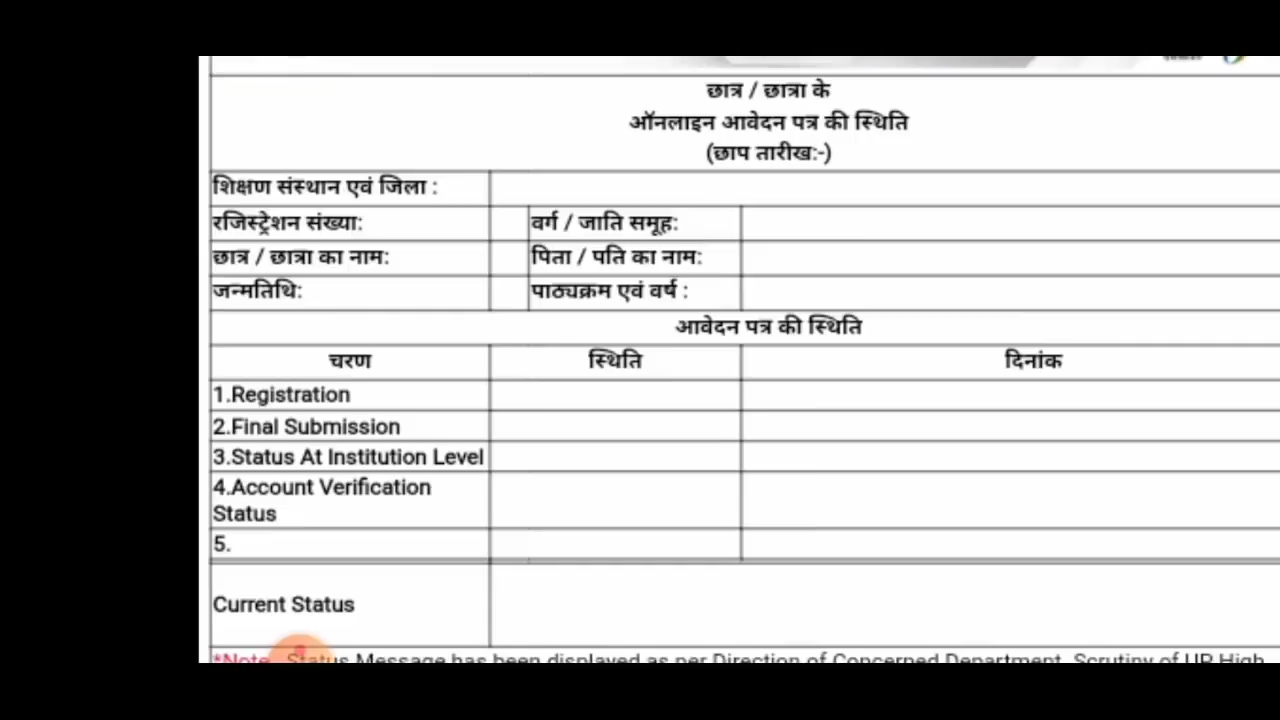 छात्र / छात्रा के
ऑनलाइन आवेदन पत्र की स्थिति
(छाप तारीख:-)
शिक्षण संस्थान एवं जिला :
रजिस्ट्रेशन संख्या: वर्ग / जाति समूह:
छात्र / छात्रा का नाम: पिता / पति का नाम:
जन्मतिथि: पाठ्यक्रम एवं वर्ष :
आवेदन पत्र की स्थिति
चरण स्थिति दिनांक
1.Registration
2.Final Submission
3.Status At Institution Level
4.Account Verification
Status
5.
Current Status
*Note Status Message has been displayed as per Direction of Concerned Department. Scrutiny of UP High